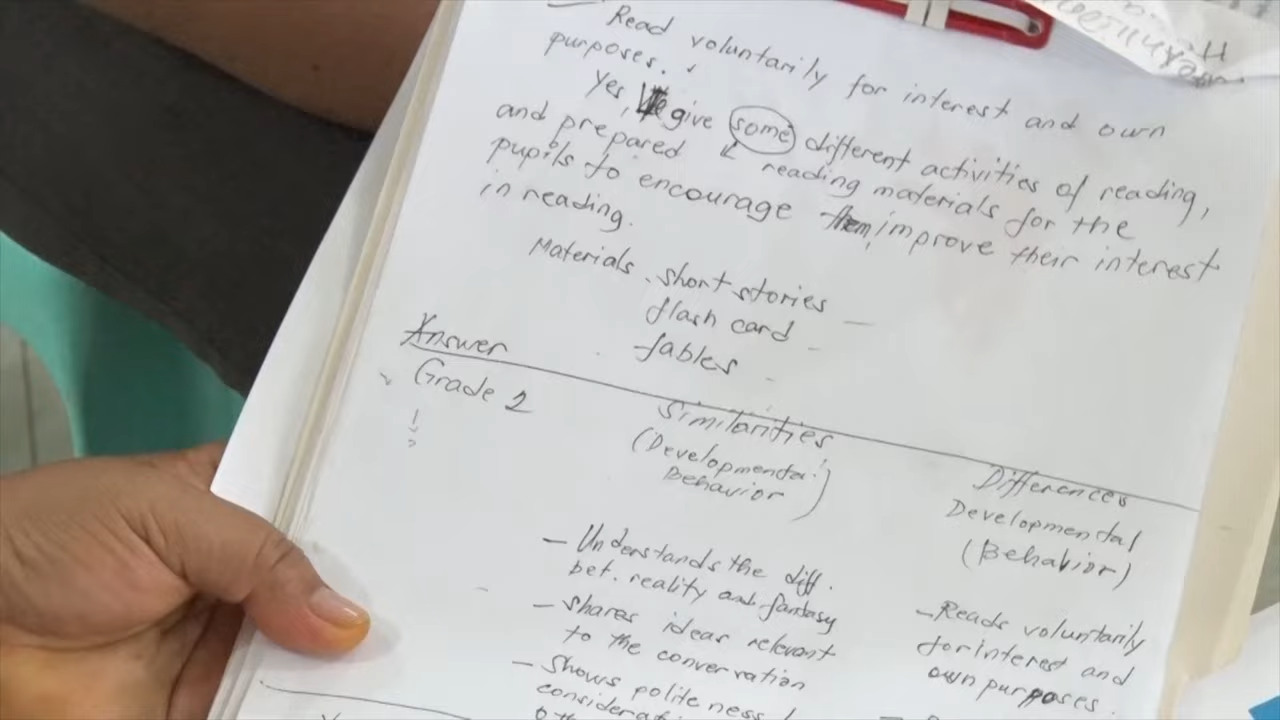 Read voluntarily for interest and own
purposes.
Yes, We give some different activities of reading,
and prepared reading materials for the
pupils to encourage them, improve their interest
in reading.
Materials. short stories
flash card
fables
Answer
Grade 2
Similarities
(Developmental
Behavior)
Differences
Developmental
(Behavior)
- Understands the diff.
bet. reality and fantasy
- shares ideas relevant
to the converration
- shows politeness
- Reads voluntarily
for interest and
own purposes.